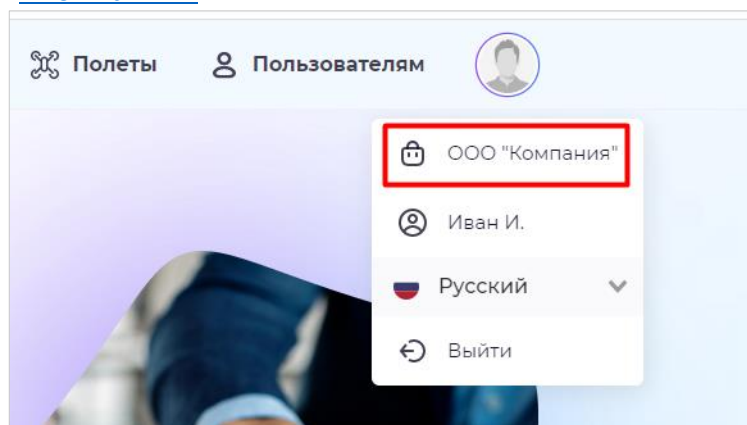 Полеты Пользователям
ООО "Компания"
Иван И.
Русский
Выйти